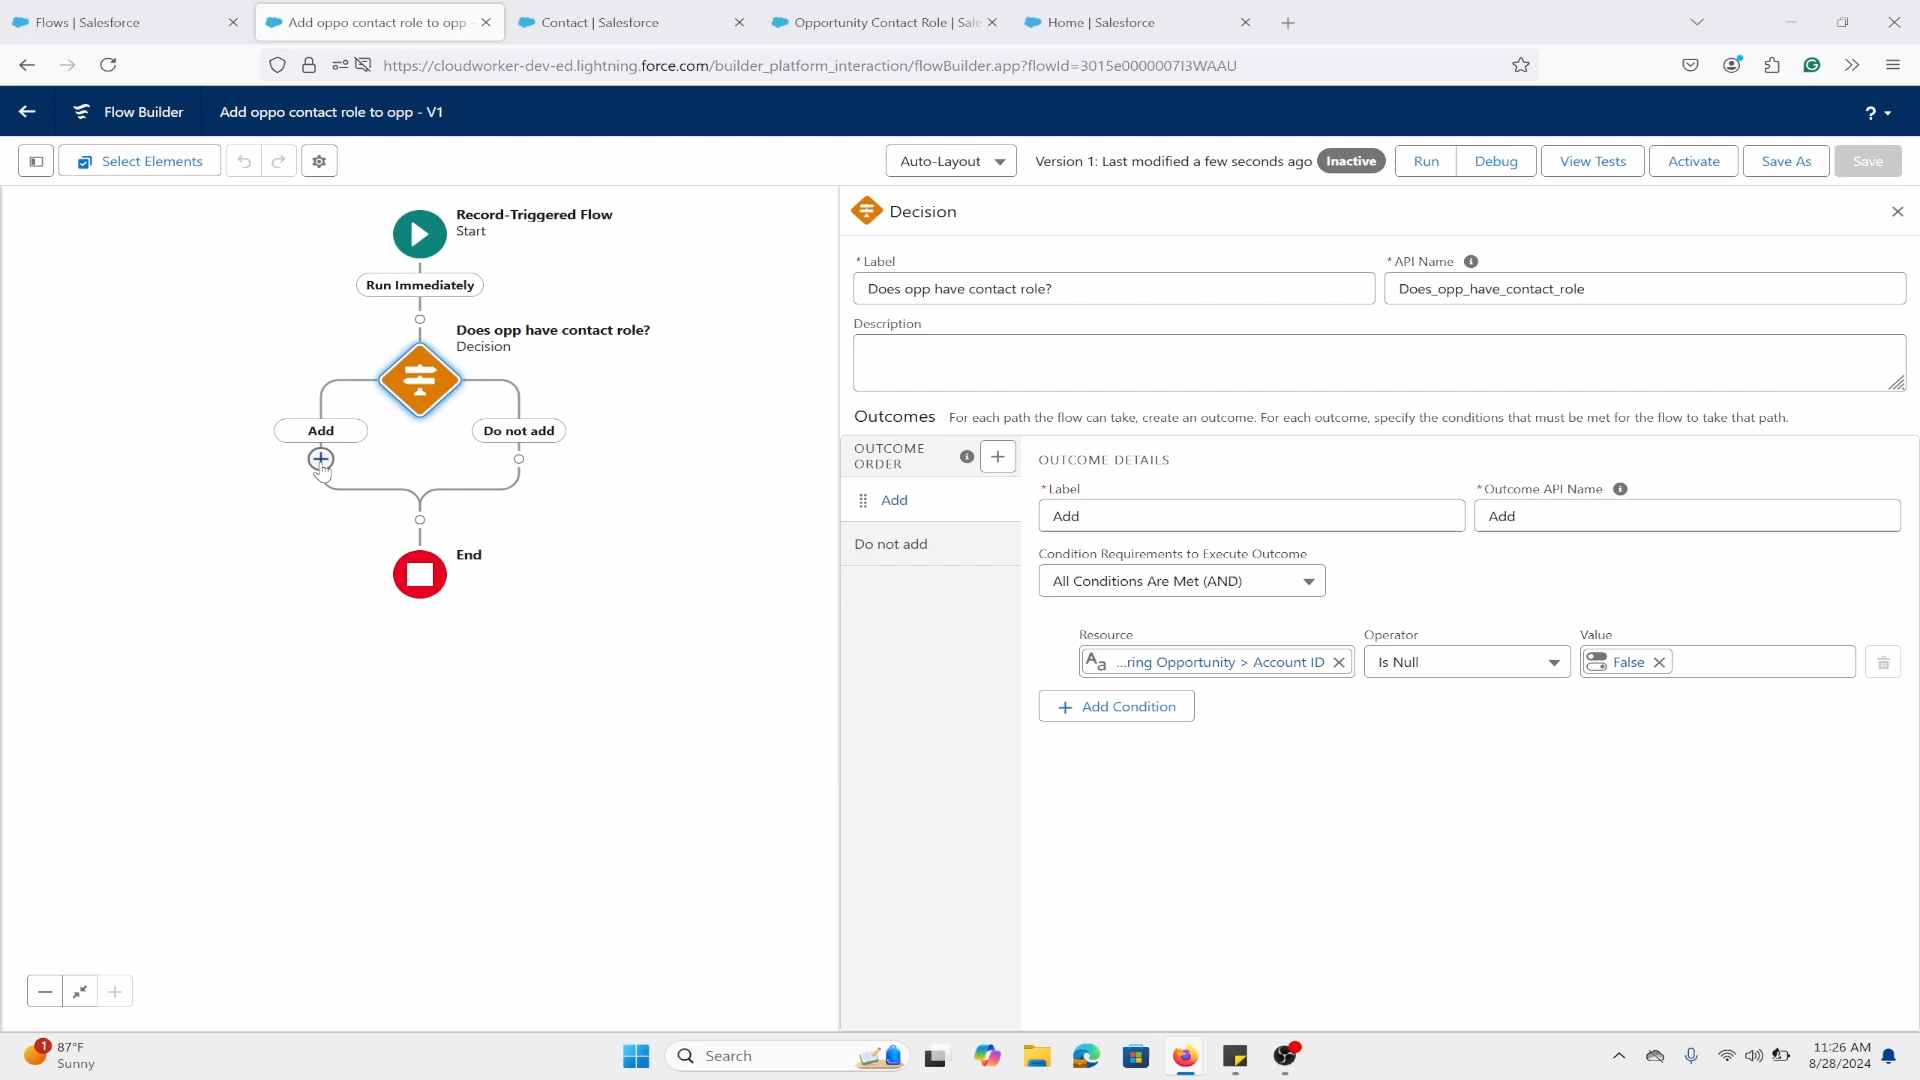 Flows | Salesforce
Add oppo contact role to opp
Contact | Salesforce
Opportunity Contact Role | Sale
Home | Salesforce
https://cloudworker-dev-ed.lightning.force.com/builder_platform_interaction/flowBuilder.app?flowId=3015e0000007I3WAAU
Flow Builder
Add oppo contact role to opp - V1
?
Select Elements
Auto-Layout
Version 1: Last modified a few seconds ago
Inactive
Run
Debug
View Tests
Activate
Save As
Save
Record-Triggered Flow
Start
Run Immediately
Does opp have contact role?
Decision
Add
Do not add
End
Decision
* Label
Does opp have contact role?
* API Name
Does_opp_have_contact_role
Description
Outcomes
For each path the flow can take, create an outcome. For each outcome, specify the conditions that must be met for the flow to take that path.
OUTCOME
ORDER
Add
Do not add
OUTCOME DETAILS
* Label
Add
* Outcome API Name
Add
Condition Requirements to Execute Outcome
All Conditions Are Met (AND)
Resource
Aa ...ring Opportunity > Account ID
Operator
Is Null
Value
False
Add Condition
1
87°F
Sunny
Search
11:26 AM
8/28/2024